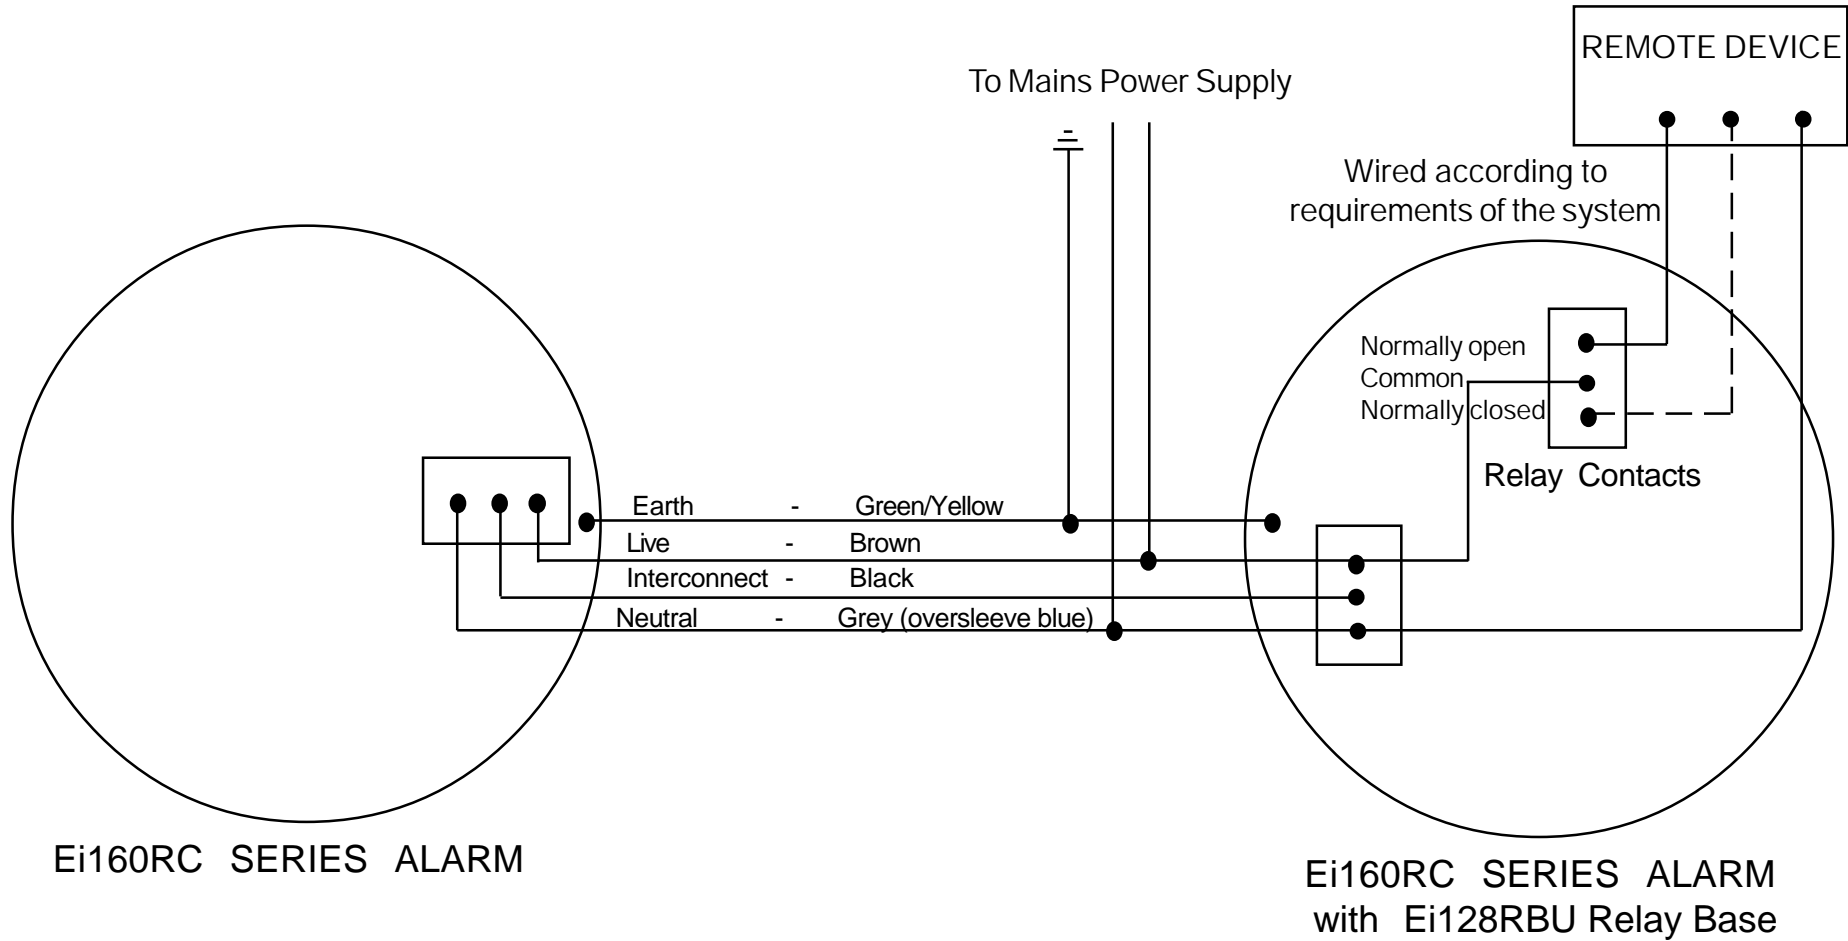 REMOTE DEVICE
To Mains Power Supply
Wired according to
requirements of the system
Normally open
Common
Normally closed
Relay Contacts
Earth - Green/Yellow
Live - Brown
Interconnect - Black
Neutral - Grey (oversleeve blue)
Ei160RC SERIES ALARM
Ei160RC SERIES ALARM
with Ei128RBU Relay Base